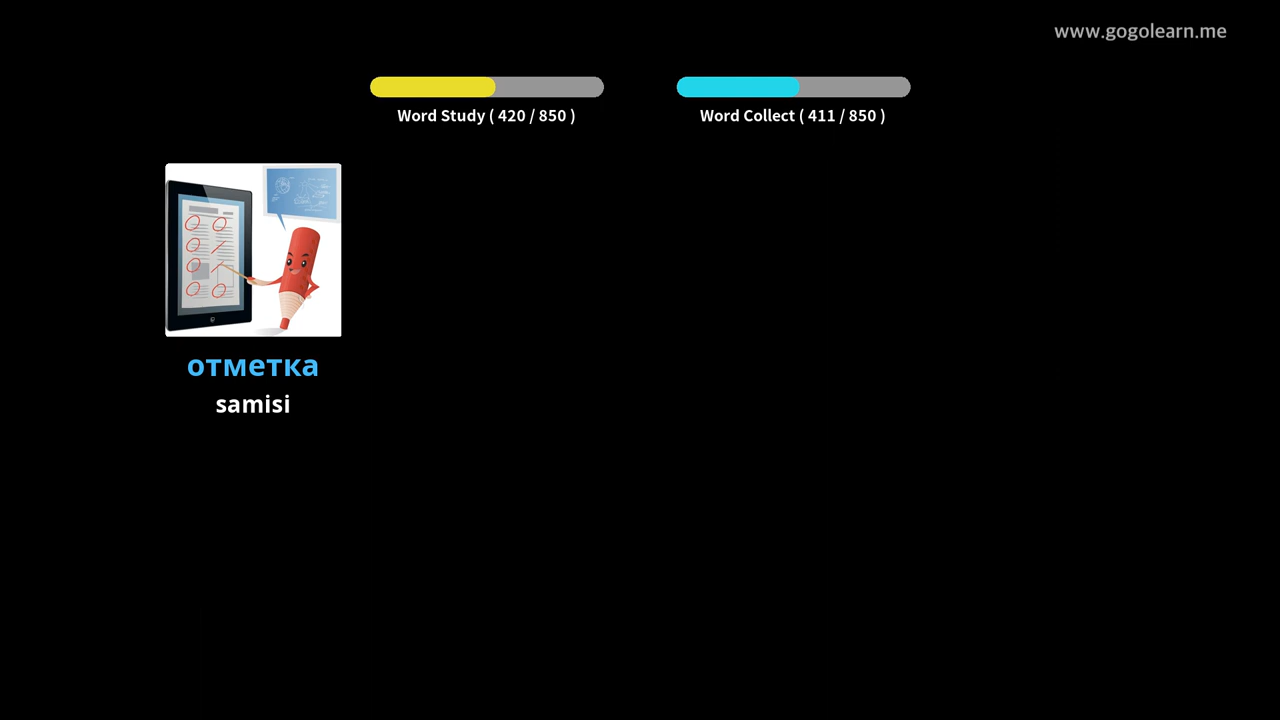 www.gogolearn.me
Word Study ( 420 / 850 )
Word Collect ( 411 / 850 )
отметка
samisi